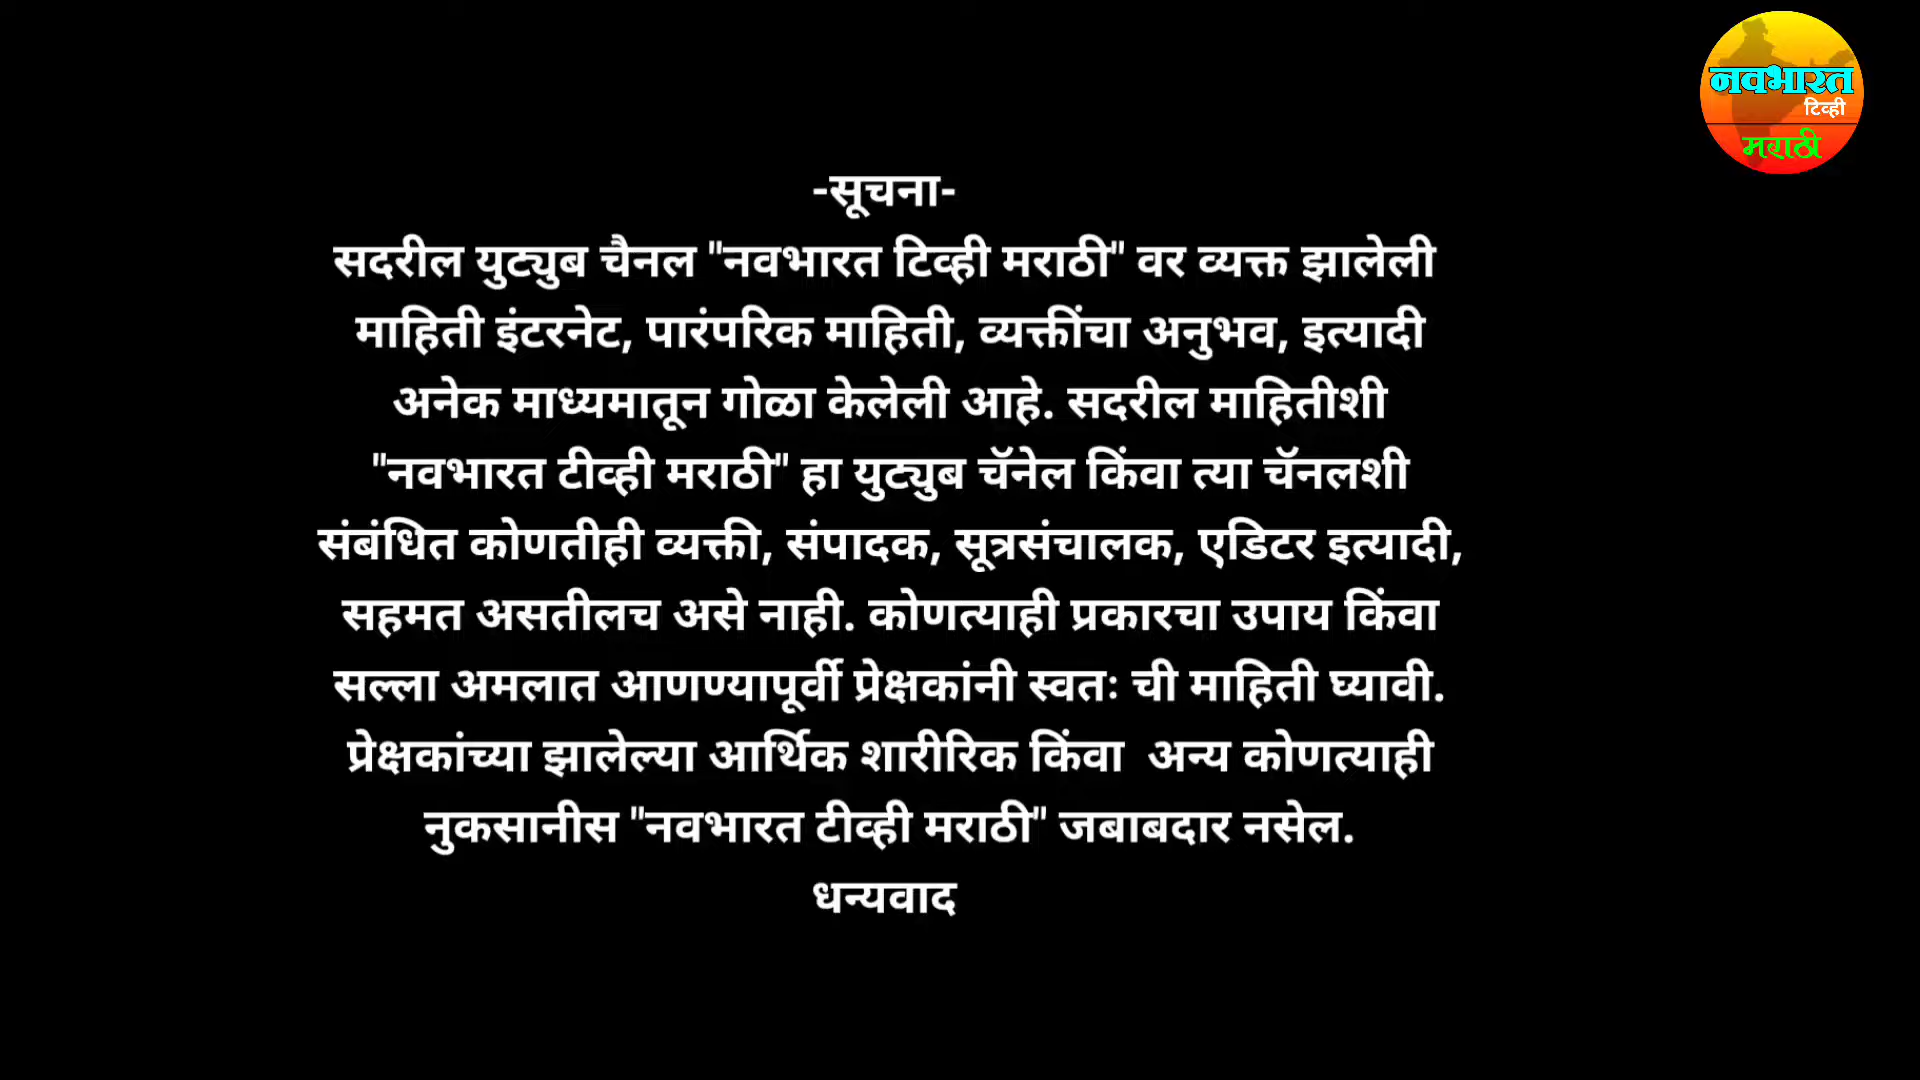 नवभारत
टिव्ही
मराठी
-सूचना-
सदरील युट्युब चैनल "नवभारत टिव्ही मराठी" वर व्यक्त झालेली
माहिती इंटरनेट, पारंपरिक माहिती, व्यक्तींचा अनुभव, इत्यादी
अनेक माध्यमातून गोळा केलेली आहे. सदरील माहितीशी
"नवभारत टीव्ही मराठी" हा युट्युब चॅनेल किंवा त्या चॅनलशी
संबंधित कोणतीही व्यक्ती, संपादक, सूत्रसंचालक, एडिटर इत्यादी,
सहमत असतीलच असे नाही. कोणत्याही प्रकारचा उपाय किंवा
सल्ला अमलात आणण्यापूर्वी प्रेक्षकांनी स्वतः ची माहिती घ्यावी.
प्रेक्षकांच्या झालेल्या आर्थिक शारीरिक किंवा  अन्य कोणत्याही
नुकसानीस "नवभारत टीव्ही मराठी" जबाबदार नसेल.
धन्यवाद